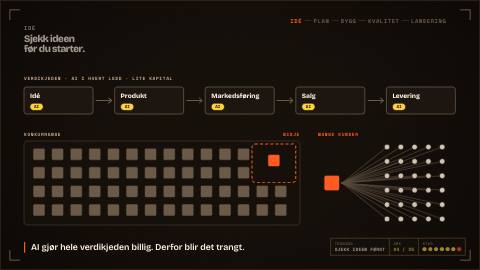 IDÉ — PLAN — BYGG — KVALITET — LANSERING
IDÉ
Sjekk ideen
før du starter.
VERDIKJEDEN · AI I HVERT LEDD · LITE KAPITAL
Idé
AI
Produkt
AI
Markedsføring
AI
Salg
AI
Levering
AI
KONKURRANSE
NISJE
MANGE KUNDER
AI gjør hele verdikjeden billig. Derfor blir det trangt.
SJEKK IDEEN FØRST